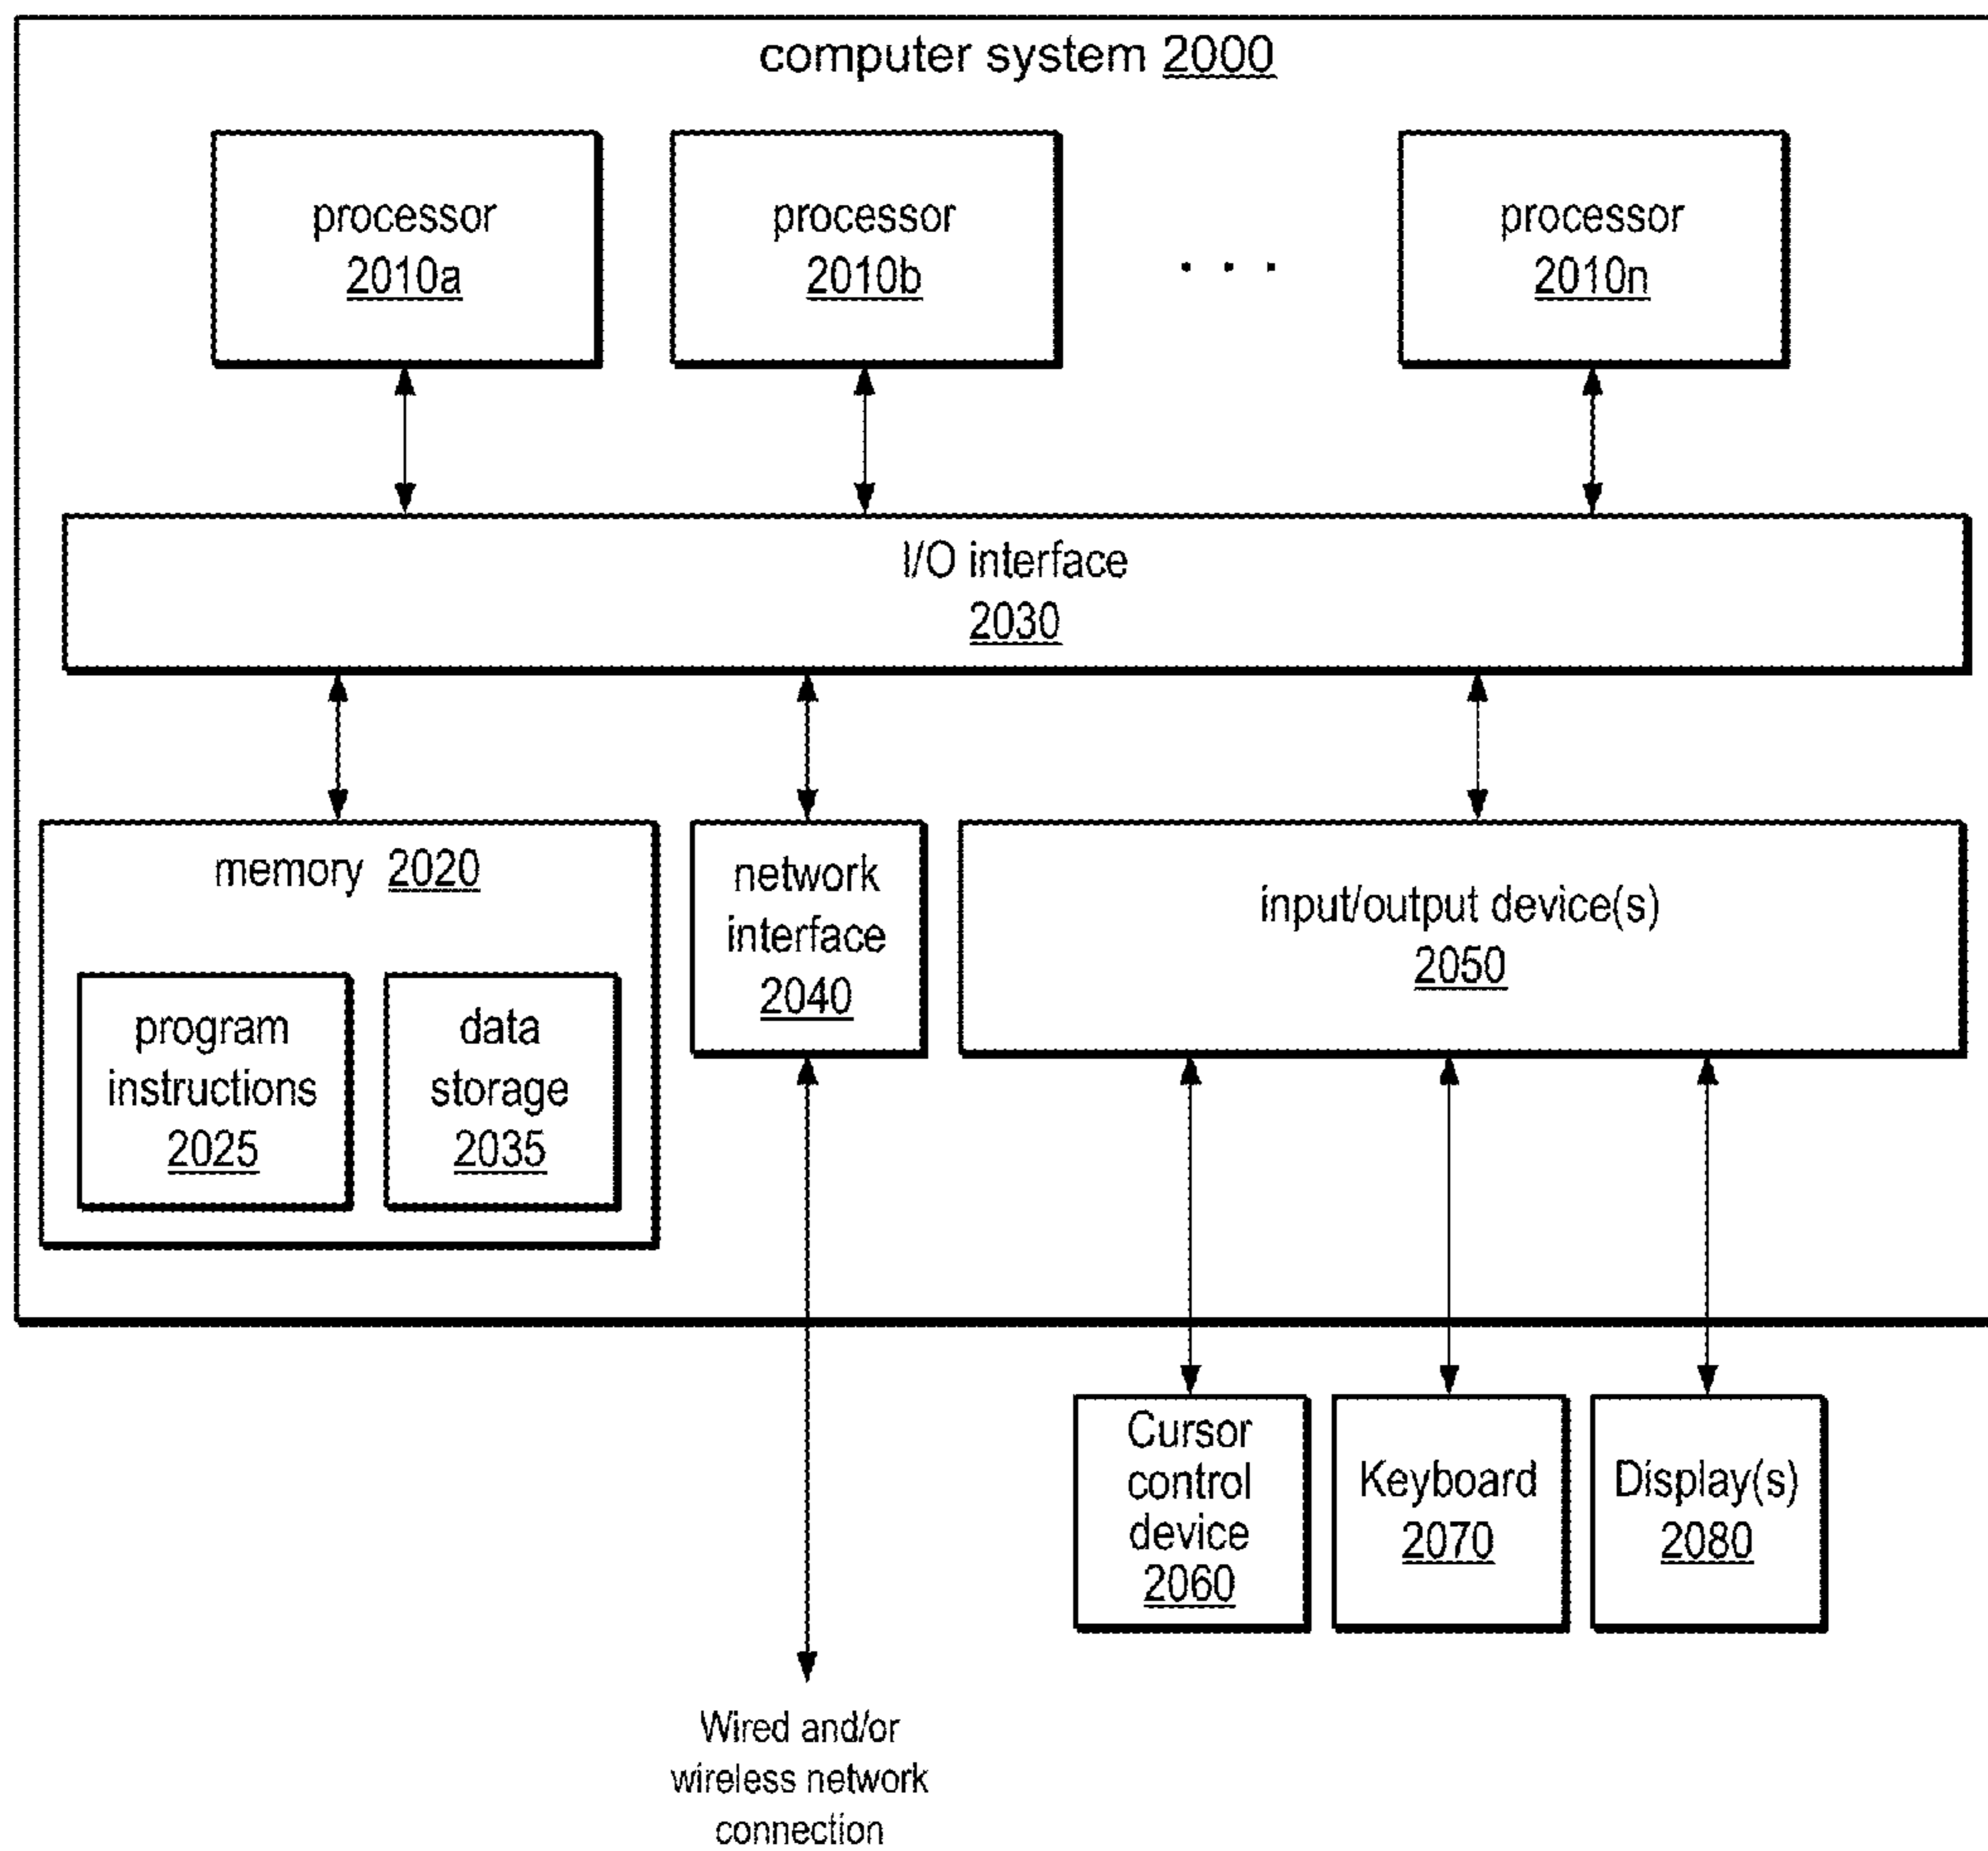 computer system 2000
processor
2010a
processor
2010b
. . .
processor
2010n
I/O interface
2030
memory 2020
program
instructions
2025
data
storage
2035
network
interface
2040
input/output device(s)
2050
Cursor
control
device
2060
Keyboard
2070
Display(s)
2080
Wired and/or
wireless network
connection